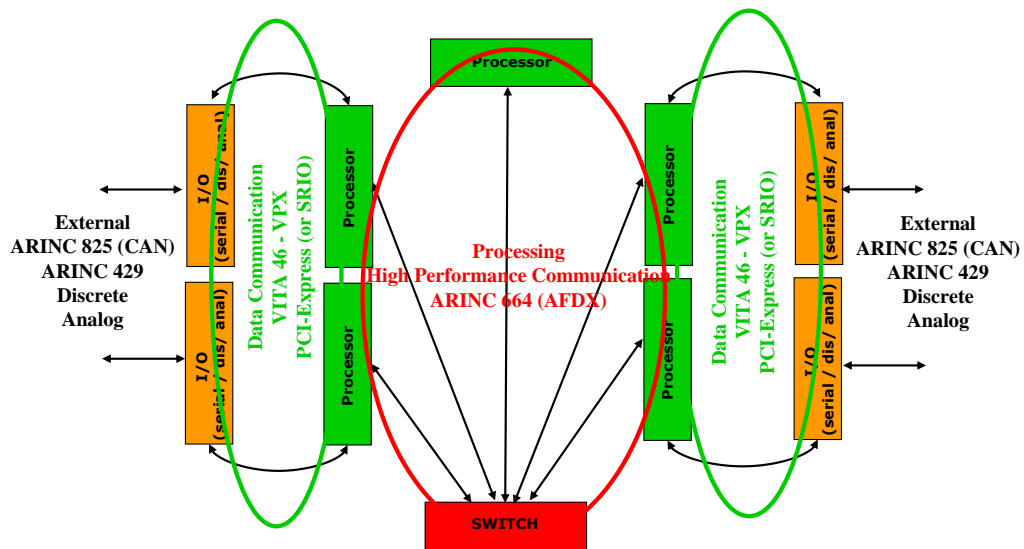 Processor
I/O
(serial / dis/ anal)
Data Communication
VITA 46 - VPX
PCI-Express (or SRIO)
Processor
Processor
Data Communication
VITA 46 - VPX
PCI-Express (or SRIO)
I/O
(serial / dis/ anal)
External
ARINC 825 (CAN)
ARINC 429
Discrete
Analog
Processing
High Performance Communication
ARINC 664 (AFDX)
External
ARINC 825 (CAN)
ARINC 429
Discrete
Analog
I/O
(serial / dis/ anal)
Processor
Processor
I/O
(serial / dis/ anal)
SWITCH